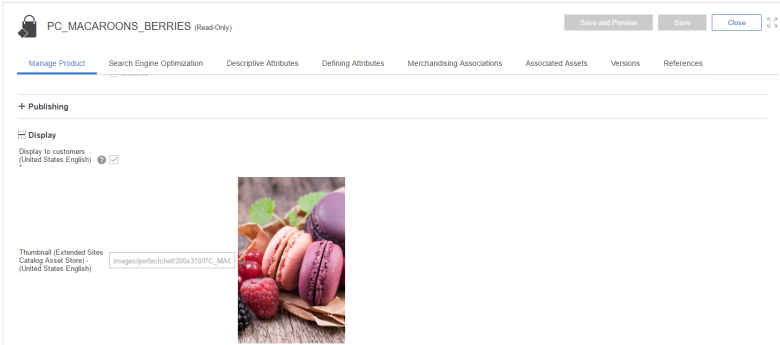 PC_MACAROONS_BERRIES (Read-Only)
Save and Preview Save Close
Manage Product Search Engine Optimization Descriptive Attributes Defining Attributes Merchandising Associations Associated Assets Versions References
+ Publishing
Display
Display to customers
(United States English) ?
*
Thumbnail (Extended Sites
Catalog Asset Store) -
(United States English)
images/perfectchef/200x310/PC_MAC